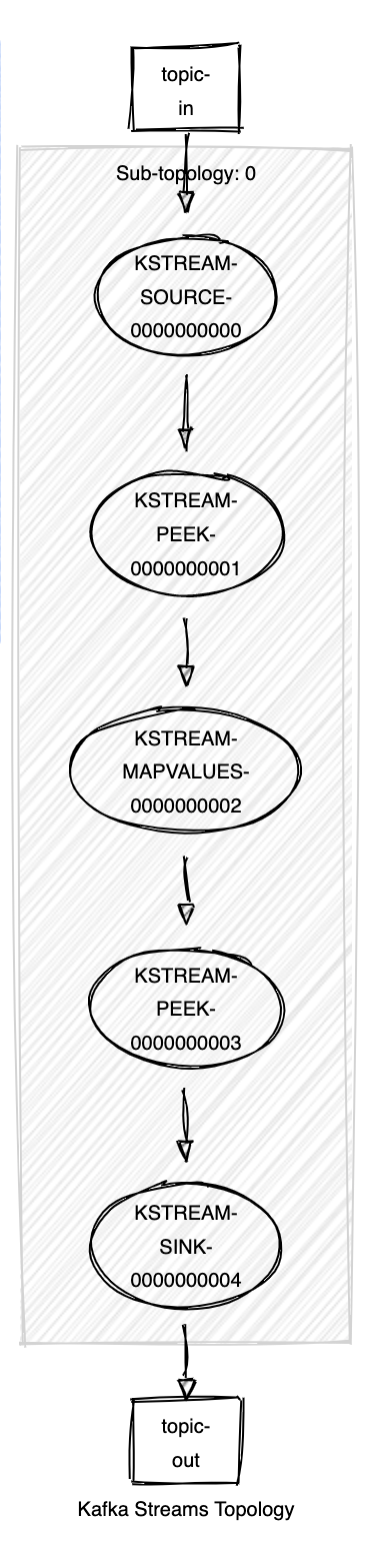 topic-
in
Sub-topology: 0
KSTREAM-
SOURCE-
0000000000
KSTREAM-
PEEK-
0000000001
KSTREAM-
MAPVALUES-
0000000002
KSTREAM-
PEEK-
0000000003
KSTREAM-
SINK-
0000000004
topic-
out
Kafka Streams Topology